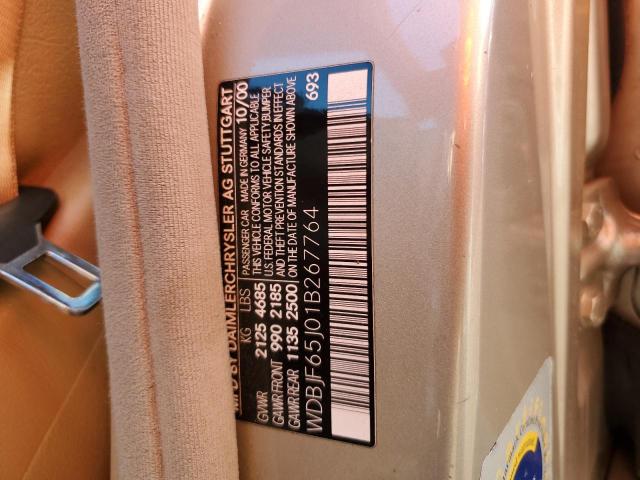 MFD BY DAIMLERCHRYSLER AG STUTTGART
KG LBS PASSENGER CAR MADE IN GERMANY 10/00
GVWR 2125 4685 THIS VEHICLE CONFORMS TO ALL APPLICABLE
GAWR FRONT 990 2185 U.S. FEDERAL MOTOR VEHICLE SAFETY, BUMPER
GAWR REAR 1135 2500 AND THEFT PREVENTION STANDARDS IN EFFECT
ON THE DATE OF MANUFACTURE SHOWN ABOVE
WDBJF65J01B267764 693